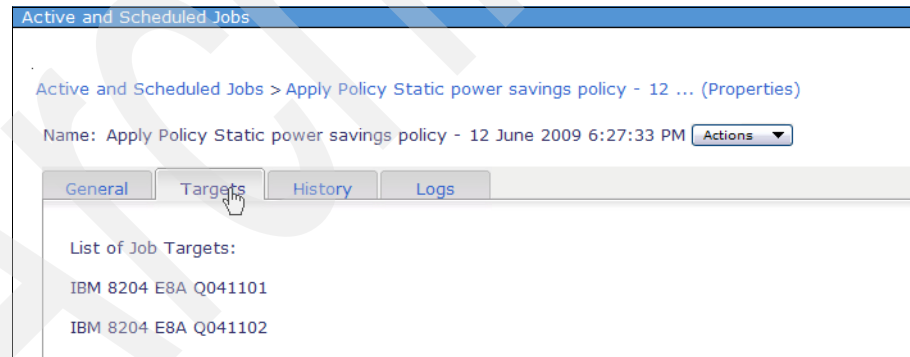 Active and Scheduled Jobs
Active and Scheduled Jobs > Apply Policy Static power savings policy - 12 ... (Properties)
Name: Apply Policy Static power savings policy - 12 June 2009 6:27:33 PM Actions
General Targets History Logs
List of Job Targets:
IBM 8204 E8A Q041101
IBM 8204 E8A Q041102